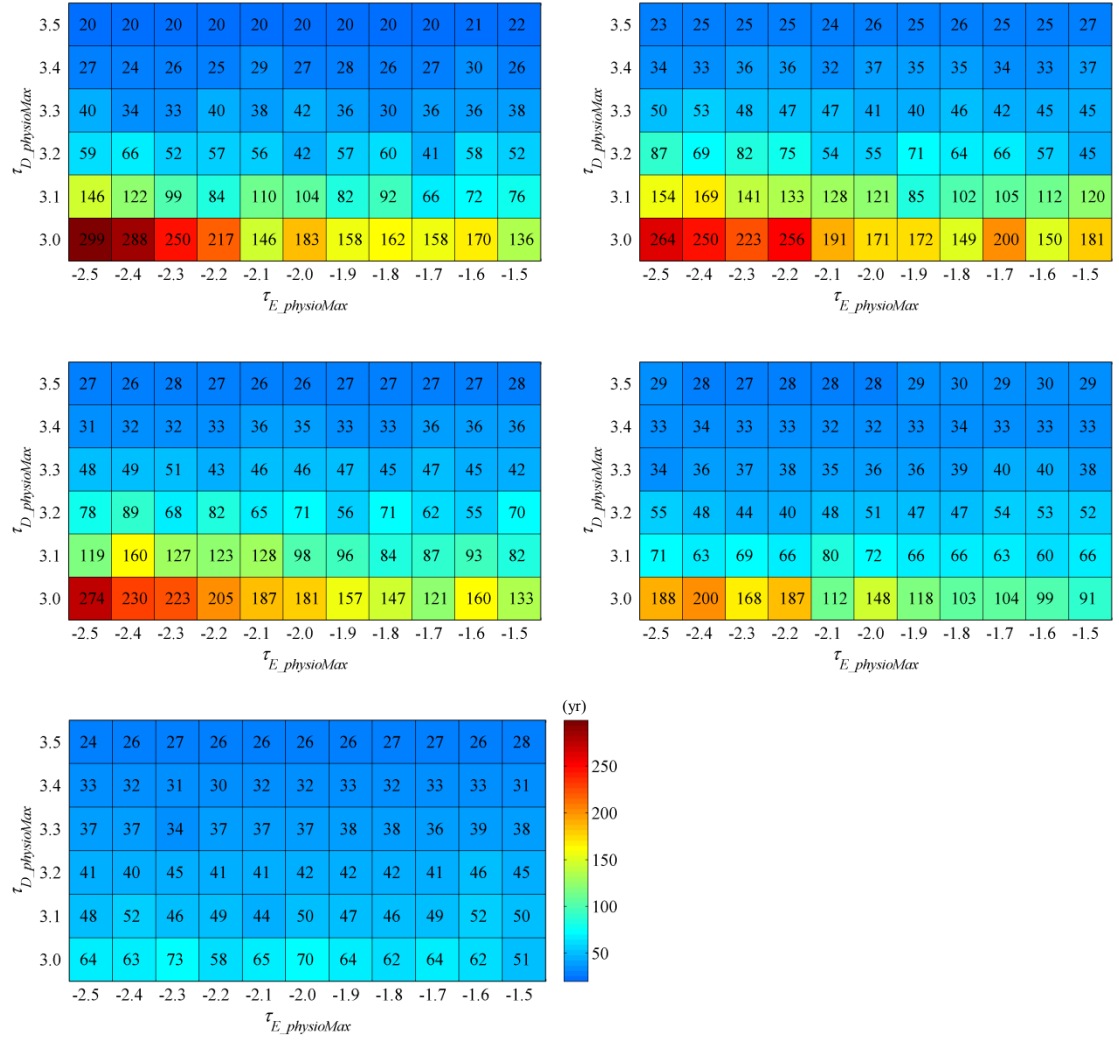 3.5 20 20 20 20 20 20 20 20 20 21 22
3.4 27 24 26 25 29 27 28 26 27 30 26
3.3 40 34 33 40 38 42 36 30 36 36 38
3.2 59 66 52 57 56 42 57 60 41 58 52
3.1 146 122 99 84 110 104 82 92 66 72 76
3.0 299 288 250 217 146 183 158 162 158 170 136
-2.5 -2.4 -2.3 -2.2 -2.1 -2.0 -1.9 -1.8 -1.7 -1.6 -1.5
τ_D_physioMax
τ_E_physioMax
3.5 23 25 25 25 24 26 25 26 25 25 27
3.4 34 33 36 36 32 37 35 35 34 33 37
3.3 50 53 48 47 47 41 40 46 42 45 45
3.2 87 69 82 75 54 55 71 64 66 57 45
3.1 154 169 141 133 128 121 85 102 105 112 120
3.0 264 250 223 256 191 171 172 149 200 150 181
-2.5 -2.4 -2.3 -2.2 -2.1 -2.0 -1.9 -1.8 -1.7 -1.6 -1.5
τ_D_physioMax
τ_E_physioMax
3.5 27 26 28 27 26 26 27 27 27 27 28
3.4 31 32 32 33 36 35 33 33 36 36 36
3.3 48 49 51 43 46 46 47 45 47 45 42
3.2 78 89 68 82 65 71 56 71 62 55 70
3.1 119 160 127 123 128 98 96 84 87 93 82
3.0 274 230 223 205 187 181 157 147 121 160 133
-2.5 -2.4 -2.3 -2.2 -2.1 -2.0 -1.9 -1.8 -1.7 -1.6 -1.5
τ_D_physioMax
τ_E_physioMax
3.5 29 28 27 28 28 28 29 30 29 30 29
3.4 33 34 33 33 32 32 33 34 33 33 33
3.3 34 36 37 38 35 36 36 39 40 40 38
3.2 55 48 44 40 48 51 47 47 54 53 52
3.1 71 63 69 66 80 72 66 66 63 60 66
3.0 188 200 168 187 112 148 118 103 104 99 91
-2.5 -2.4 -2.3 -2.2 -2.1 -2.0 -1.9 -1.8 -1.7 -1.6 -1.5
τ_D_physioMax
τ_E_physioMax
3.5 24 26 27 26 26 26 26 27 27 26 28
3.4 33 32 31 30 32 32 33 32 33 33 31
3.3 37 37 34 37 37 37 38 38 36 39 38
3.2 41 40 45 41 41 42 42 42 41 46 45
3.1 48 52 46 49 44 50 47 46 49 52 50
3.0 64 63 73 58 65 70 64 62 64 62 51
-2.5 -2.4 -2.3 -2.2 -2.1 -2.0 -1.9 -1.8 -1.7 -1.6 -1.5
τ_D_physioMax
τ_E_physioMax
(yr)
250
200
150
100
50